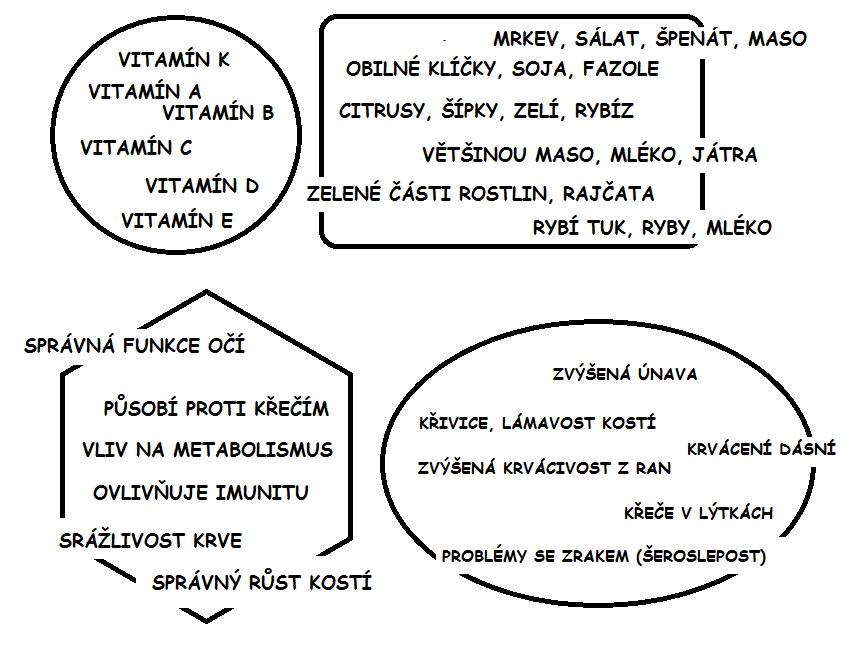 VITAMÍN K
VITAMÍN A
VITAMÍN B
VITAMÍN C
VITAMÍN D
VITAMÍN E
MRKEV, SÁLAT, ŠPENÁT, MASO
OBILNÉ KLÍČKY, SOJA, FAZOLE
CITRUSY, ŠÍPKY, ZELÍ, RYBÍZ
VĚTŠINOU MASO, MLÉKO, JÁTRA
ZELENÉ ČÁSTI ROSTLIN, RAJČATA
RYBÍ TUK, RYBY, MLÉKO
SPRÁVNÁ FUNKCE OČÍ
PŮSOBÍ PROTI KŘEČÍM
VLIV NA METABOLISMUS
OVLIVŇUJE IMUNITU
SRÁŽLIVOST KRVE
SPRÁVNÝ RŮST KOSTÍ
ZVÝŠENÁ ÚNAVA
KŘIVICE, LÁMAVOST KOSTÍ
KRVÁCENÍ DÁSNÍ
ZVÝŠENÁ KRVÁCIVOST Z RAN
KŘEČE V LÝTKÁCH
PROBLÉMY SE ZRAKEM (ŠEROSLEPOST)